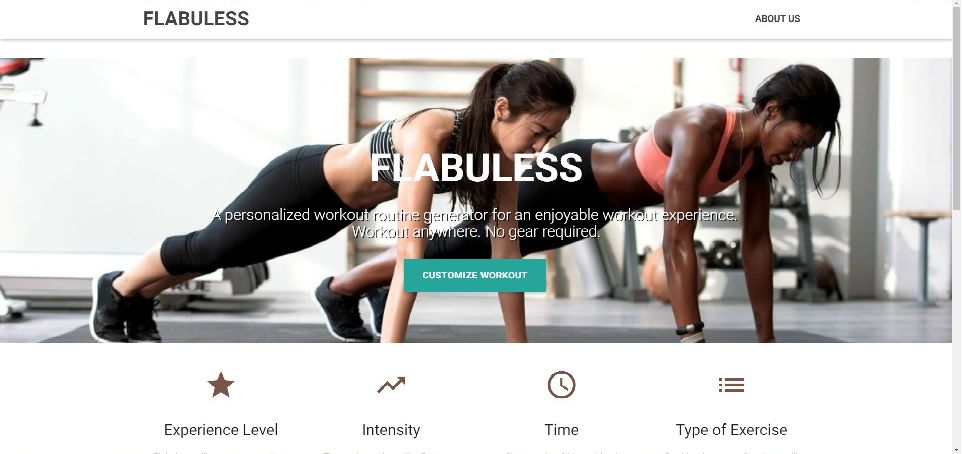 FLABULESS
ABOUT US
FLABULESS
A personalized workout routine generator for an enjoyable workout experience.
Workout anywhere. No gear required.
CUSTOMIZE WORKOUT
Experience Level
Intensity
Time
Type of Exercise